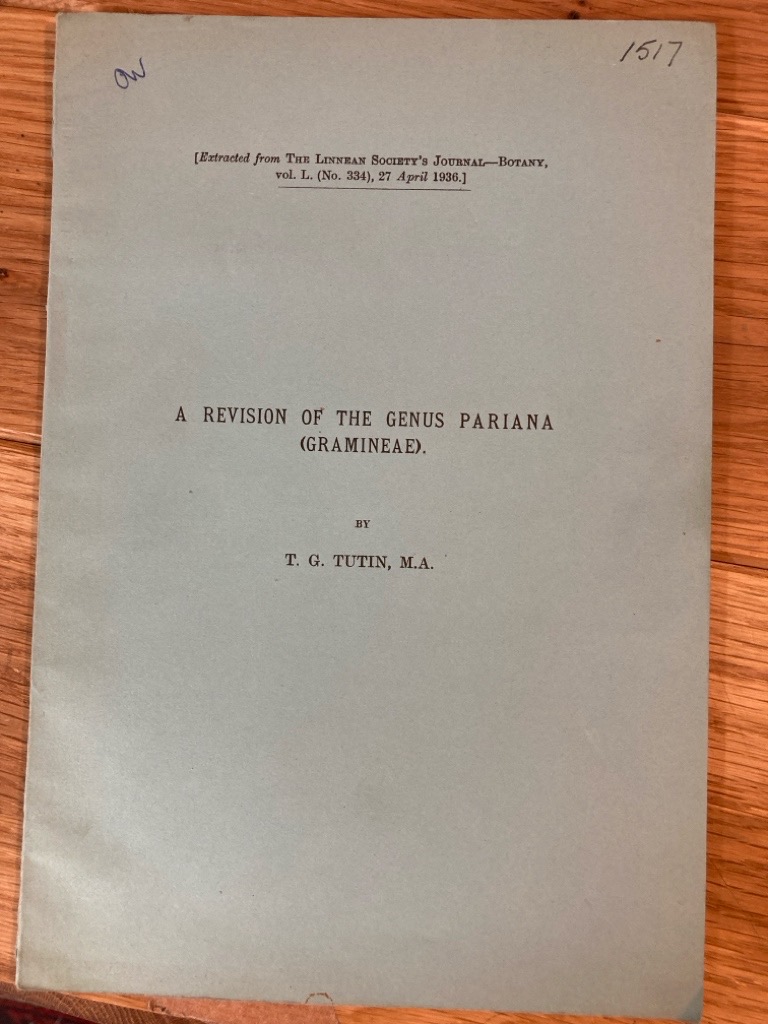 1517
[Extracted from THE LINNEAN SOCIETY'S JOURNAL—BOTANY,
vol. L. (No. 334), 27 April 1936.]
A REVISION OF THE GENUS PARIANA
(GRAMINEAE).
BY
T. G. TUTIN, M.A.